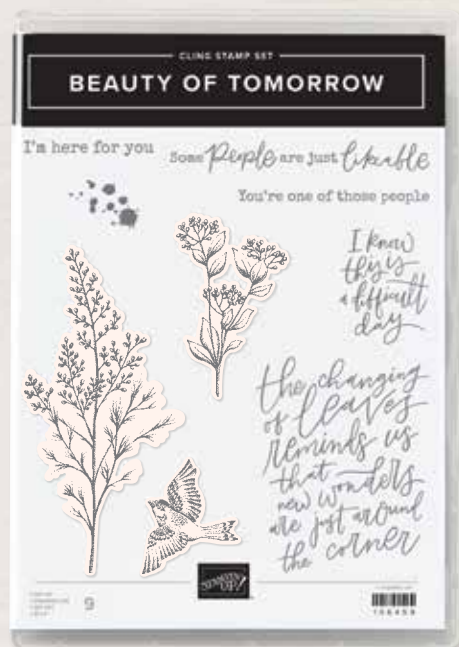 CLING STAMP SET
BEAUTY OF TOMORROW
I'm here for you
Some People are just likeable
You're one of those people
I know
this is
a difficult
day
the changing
of leaves
reminds us
that
new wonders
are just around
the corner
STAMPIN' UP!
9